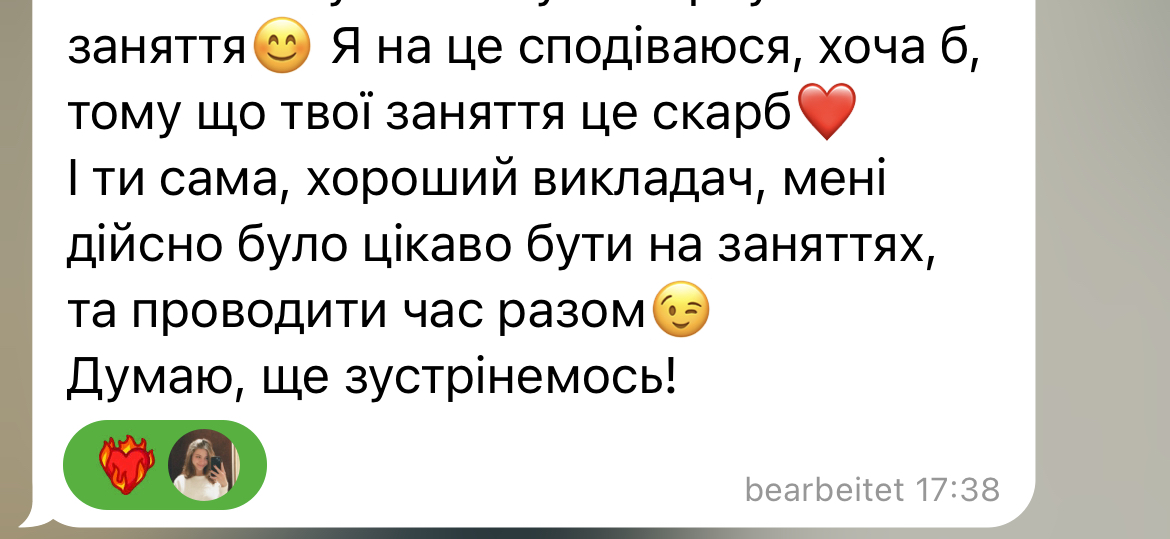 заняття😊 Я на це сподіваюся, хоча б,
тому що твої заняття це скарб❤️
І ти сама, хороший викладач, мені
дійсно було цікаво бути на заняттях,
та проводити час разом😉
Думаю, ще зустрінемось!
bearbeitet 17:38